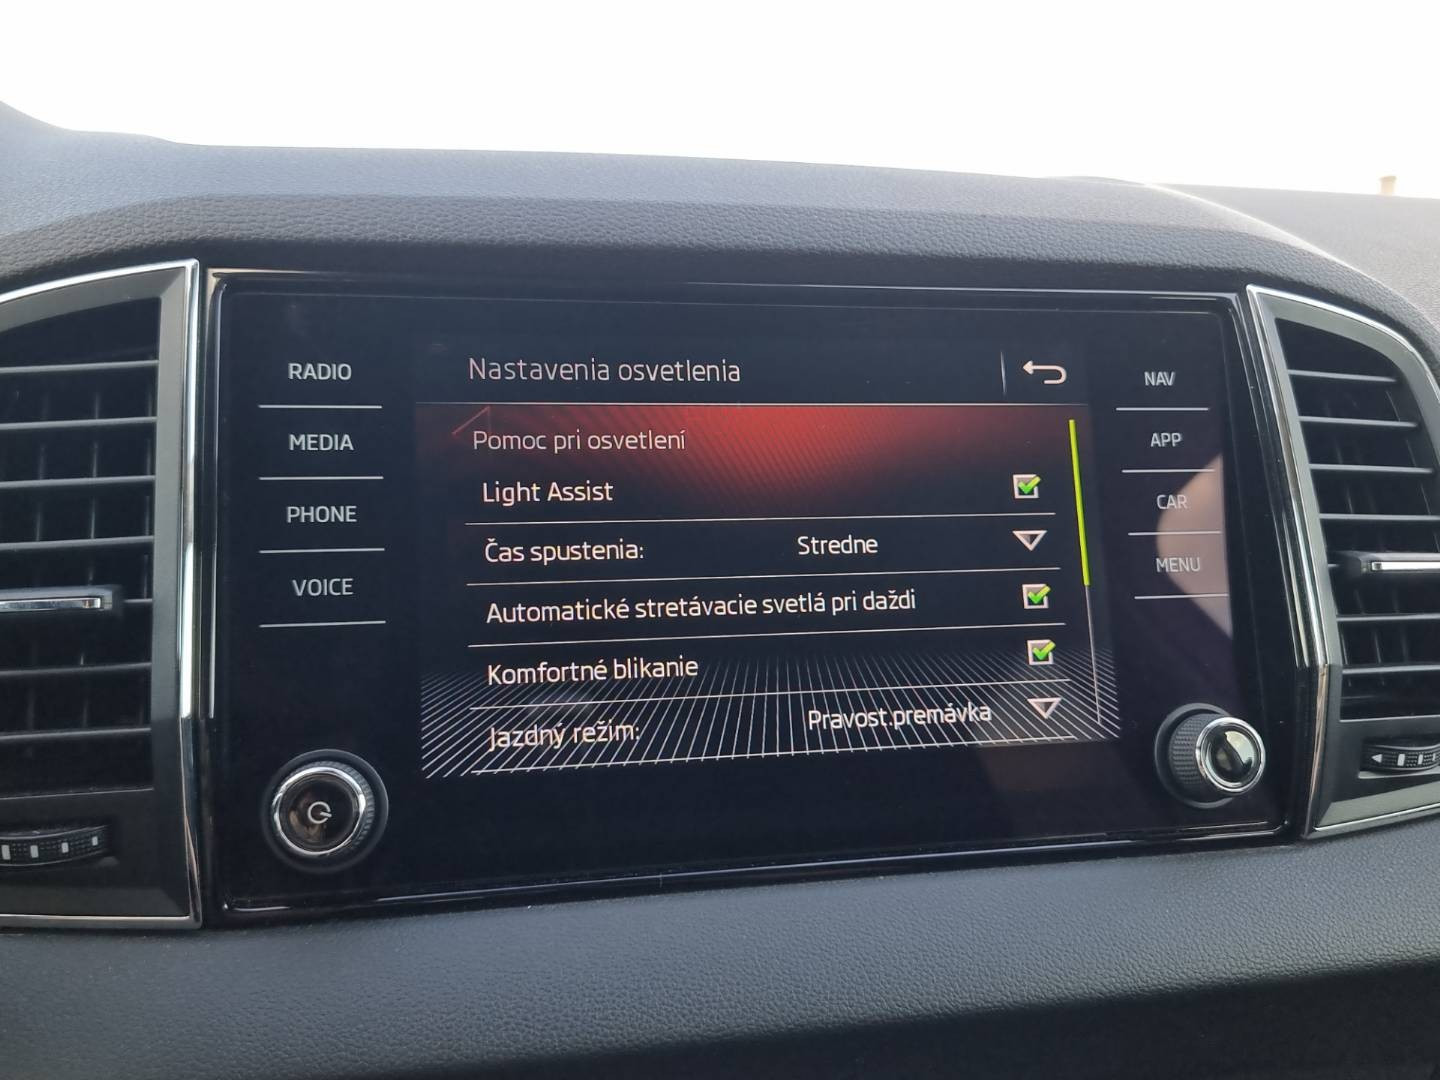 RADIO
MEDIA
PHONE
VOICE
Nastavenia osvetlenia
Pomoc pri osvetlení
Light Assist
Čas spustenia: Stredne
Automatické stretávacie svetlá pri daždi
Komfortné blikanie
Jazdný režim: Pravost.premávka
NAV
APP
CAR
MENU